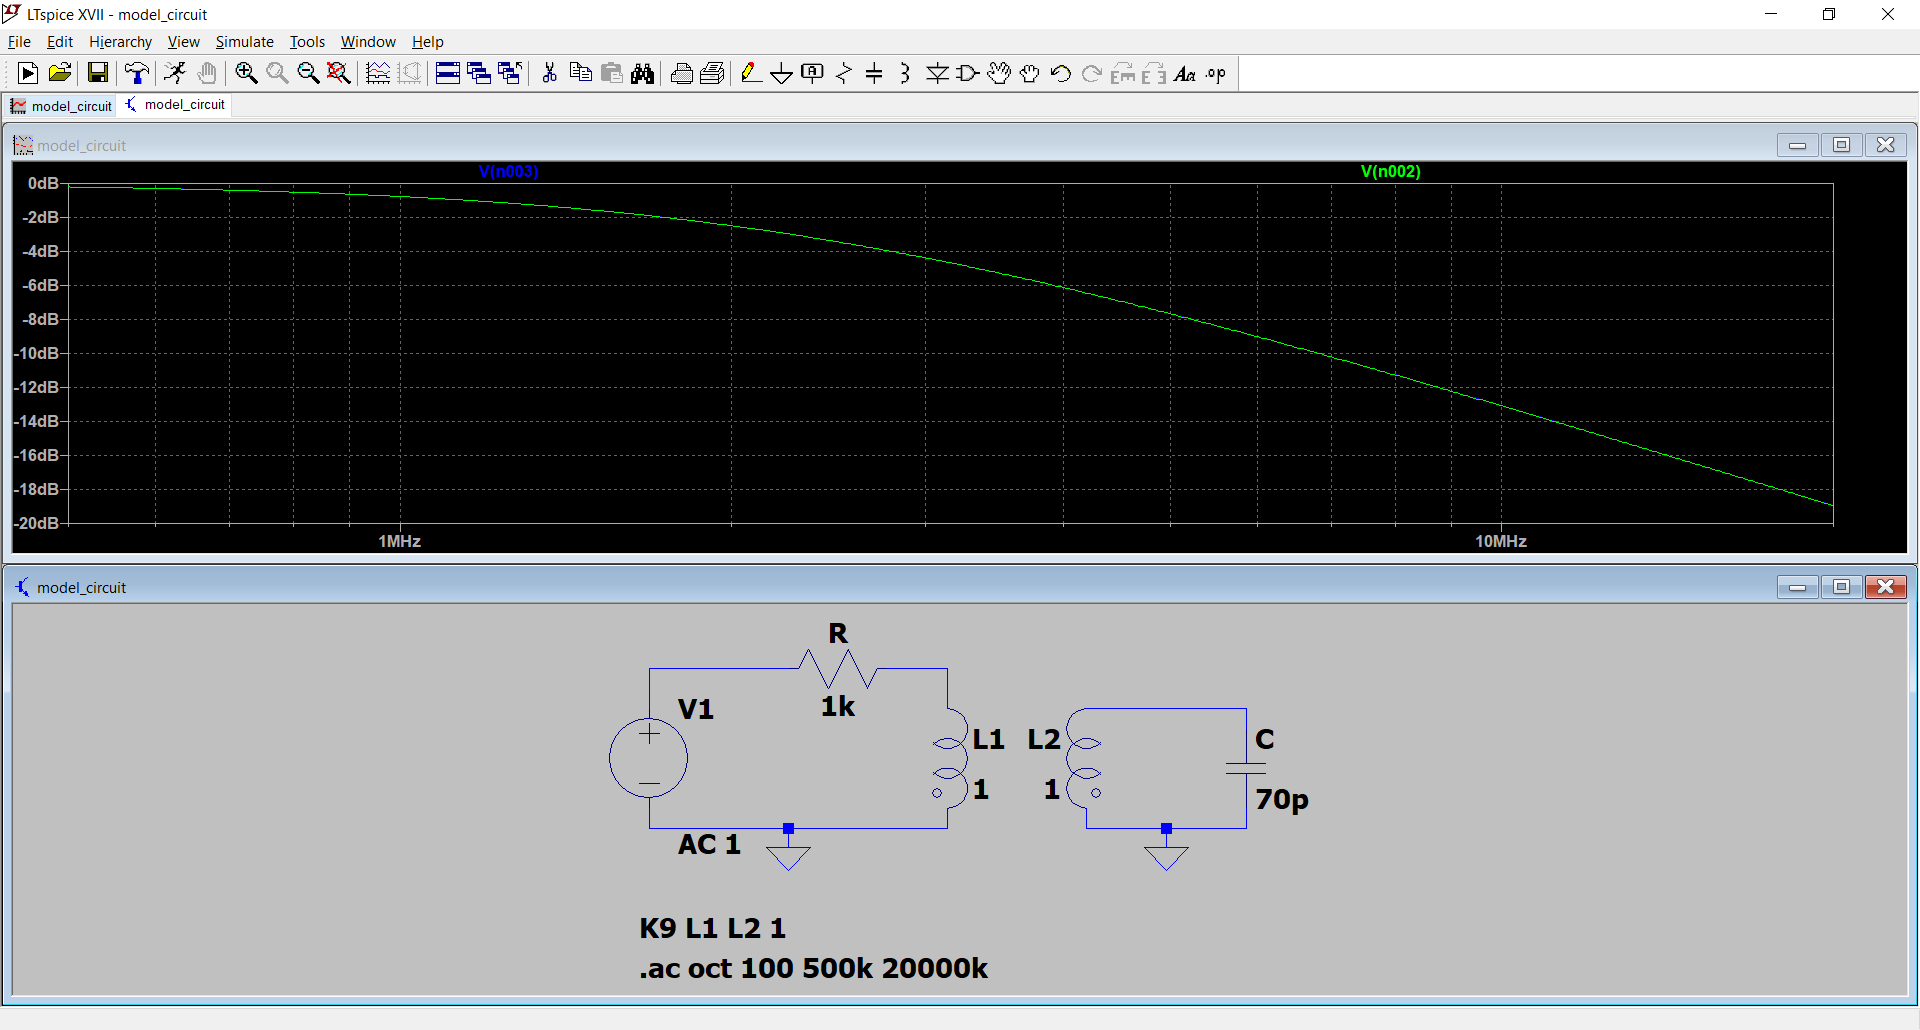 LTspice XVII - model_circuit
File Edit Hierarchy View Simulate Tools Window Help
A Aa .op
model_circuit model_circuit
model_circuit
V(n003) V(n002)
0dB
-2dB
-4dB
-6dB
-8dB
-10dB
-12dB
-14dB
-16dB
-18dB
-20dB
1MHz 10MHz
model_circuit
R
1k
V1
L1 L2 C
1 1 70p
AC 1
K9 L1 L2 1
.ac oct 100 500k 20000k